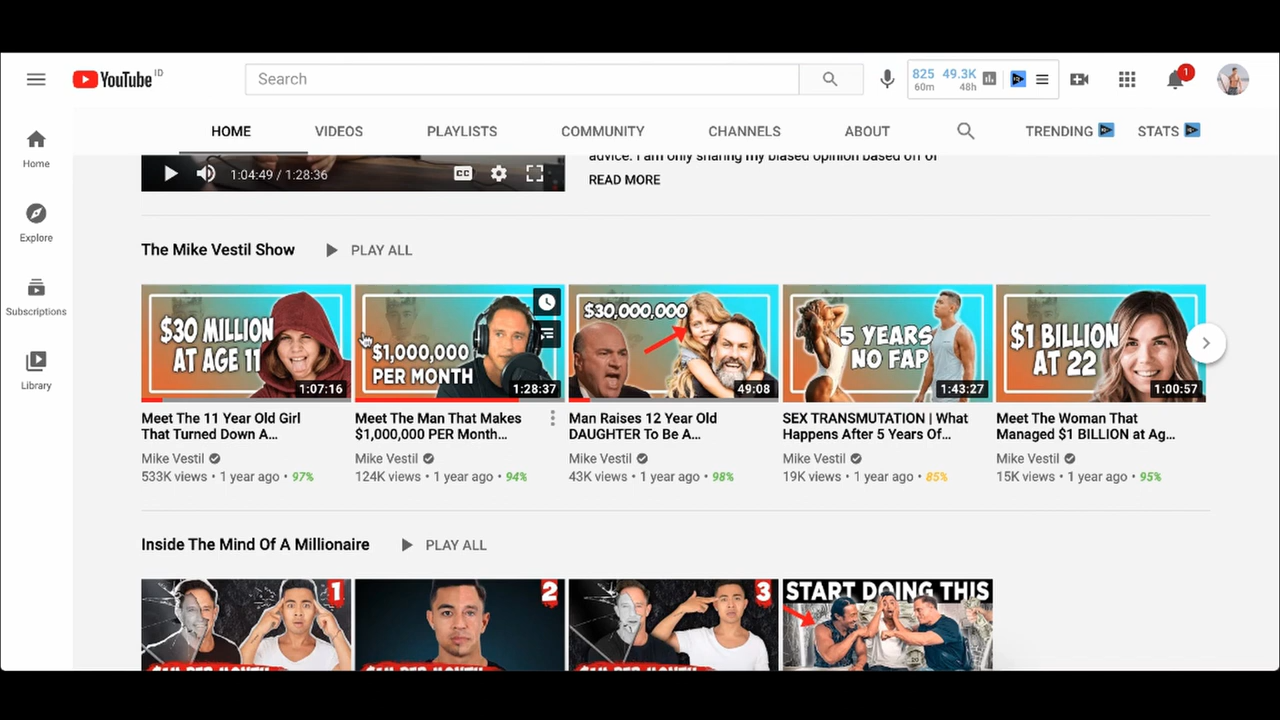 YouTube ID
Search
825 49.3K
60m 48h
1
HOME VIDEOS PLAYLISTS COMMUNITY CHANNELS ABOUT TRENDING STATS
Home
Explore
Subscriptions
Library
1:04:49 / 1:28:36
CC
advice. I am only sharing my biased opinion based off of
READ MORE
The Mike Vestil Show PLAY ALL
$30 MILLION
AT AGE 11
1:07:16
$1,000,000
PER MONTH
1:28:37
$30,000,000
49:08
5 YEARS
NO FAP
1:43:27
$1 BILLION
AT 22
1:00:57
Meet The 11 Year Old Girl
That Turned Down A...
Mike Vestil
533K views • 1 year ago • 97%
Meet The Man That Makes
$1,000,000 PER Month...
Mike Vestil
124K views • 1 year ago • 94%
Man Raises 12 Year Old
DAUGHTER To Be A...
Mike Vestil
43K views • 1 year ago • 98%
SEX TRANSMUTATION | What
Happens After 5 Years Of...
Mike Vestil
19K views • 1 year ago • 85%
Meet The Woman That
Managed $1 BILLION at Ag...
Mike Vestil
15K views • 1 year ago • 95%
Inside The Mind Of A Millionaire PLAY ALL
1
2
3
START DOING THIS